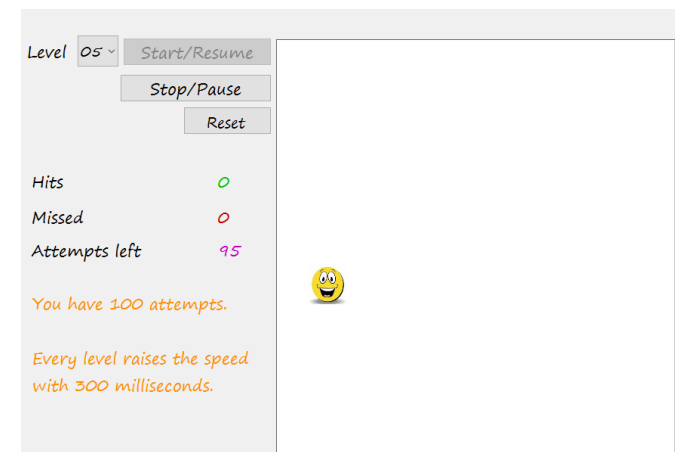 Level 05 Start/Resume
Stop/Pause
Reset
Hits 0
Missed 0
Attempts left 95
You have 100 attempts.
Every level raises the speed
with 300 milliseconds.